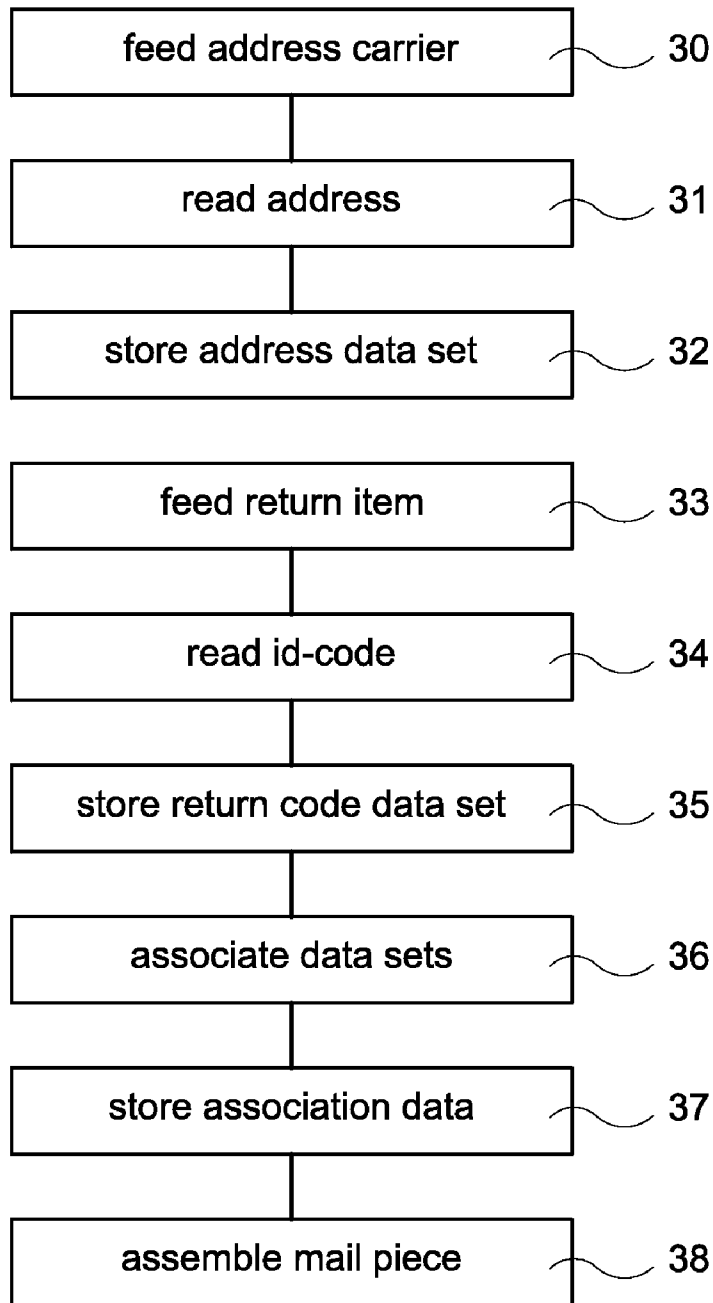 feed address carrier 30
read address 31
store address data set 32
feed return item 33
read id-code 34
store return code data set 35
associate data sets 36
store association data 37
assemble mail piece 38